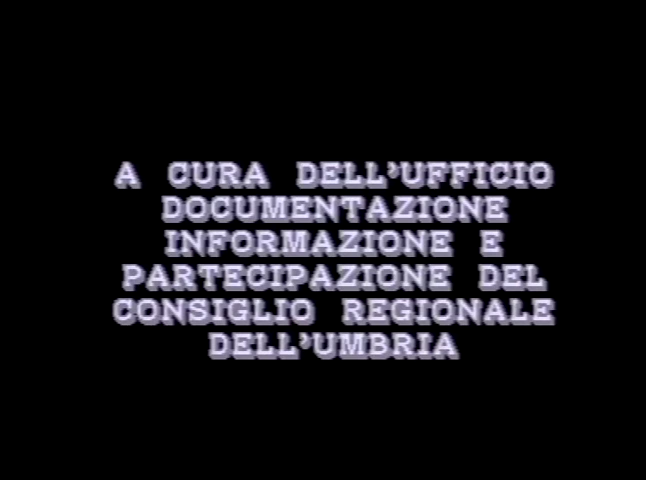 A CURA DELL'UFFICIO
DOCUMENTAZIONE
INFORMAZIONE E
PARTECIPAZIONE DEL
CONSIGLIO REGIONALE
DELL'UMBRIA